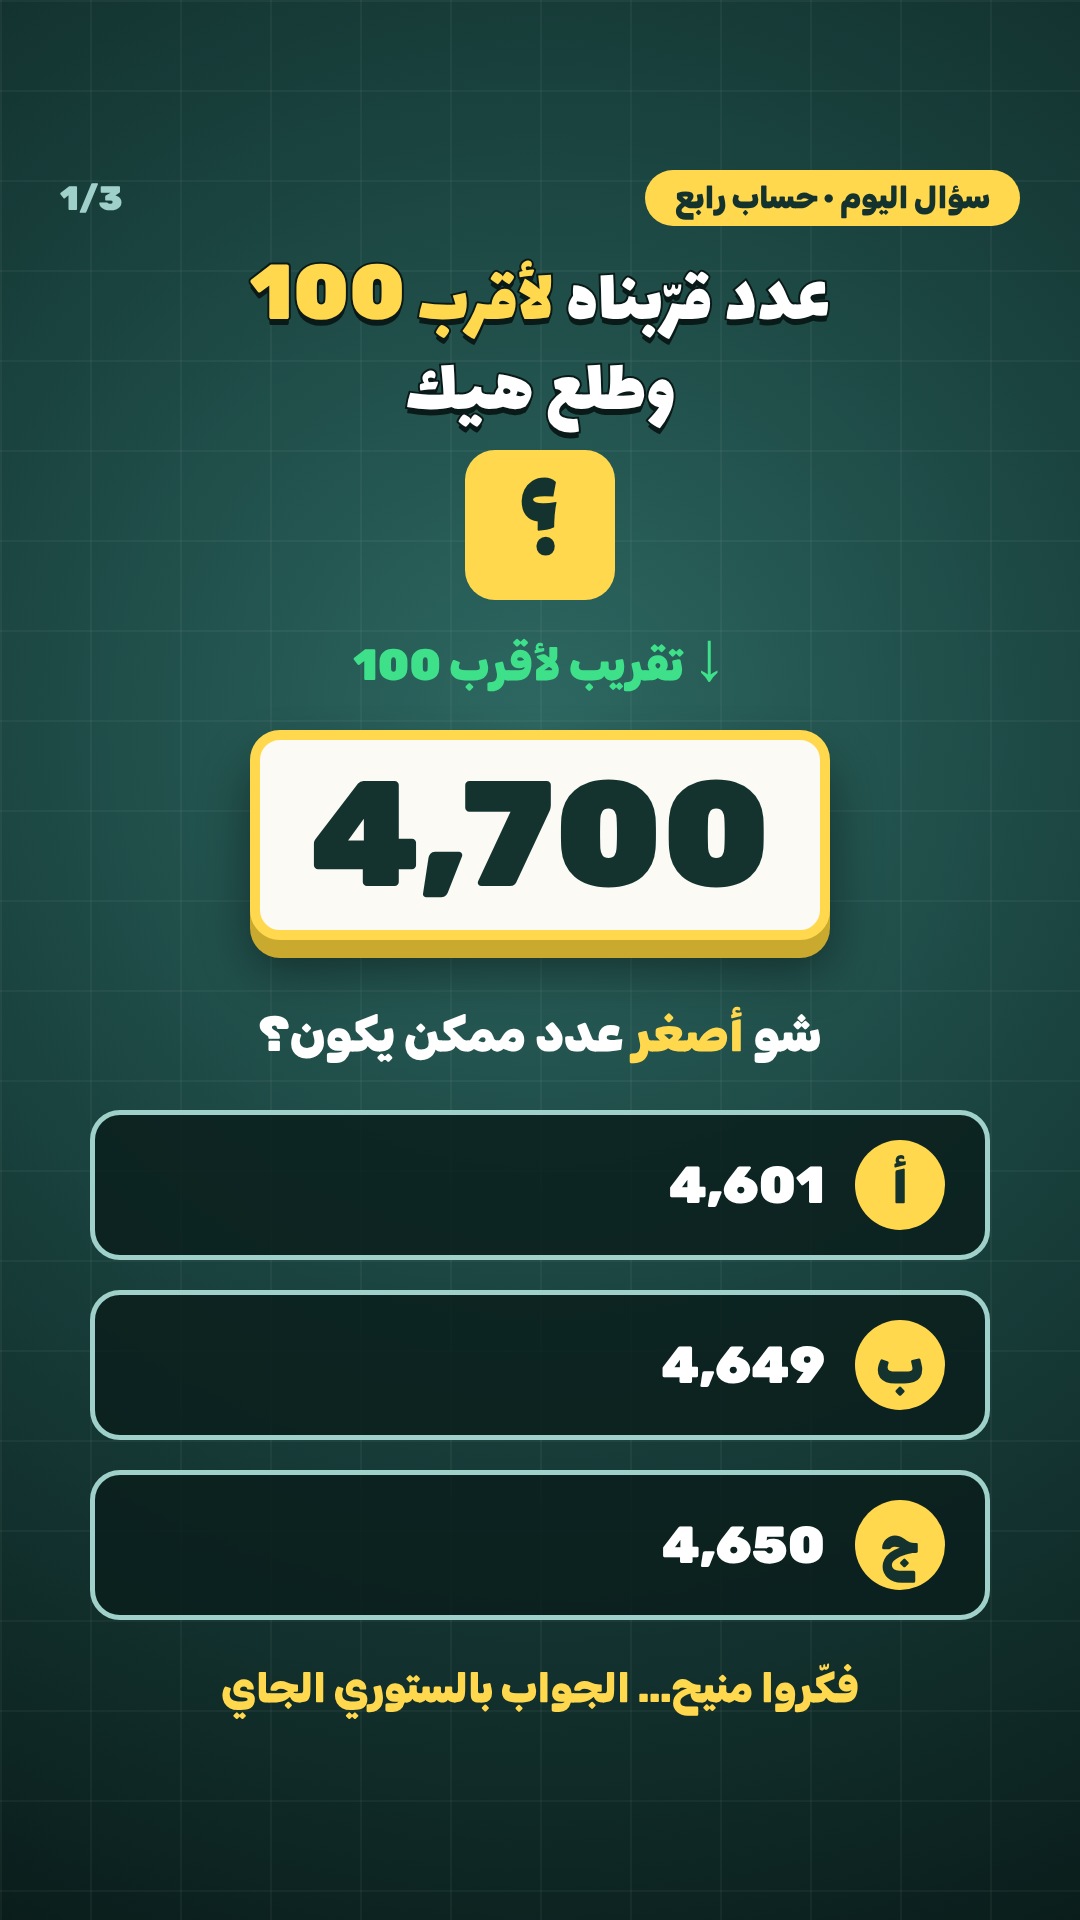 سؤال اليوم • حساب رابع
1/3
عدد قرّبناه لأقرب 100
وطلع هيك
؟
↓ تقريب لأقرب 100
4,700
شو أصغر عدد ممكن يكون؟
أ 4,601
ب 4,649
ج 4,650
فكّروا منيح... الجواب بالستوري الجاي